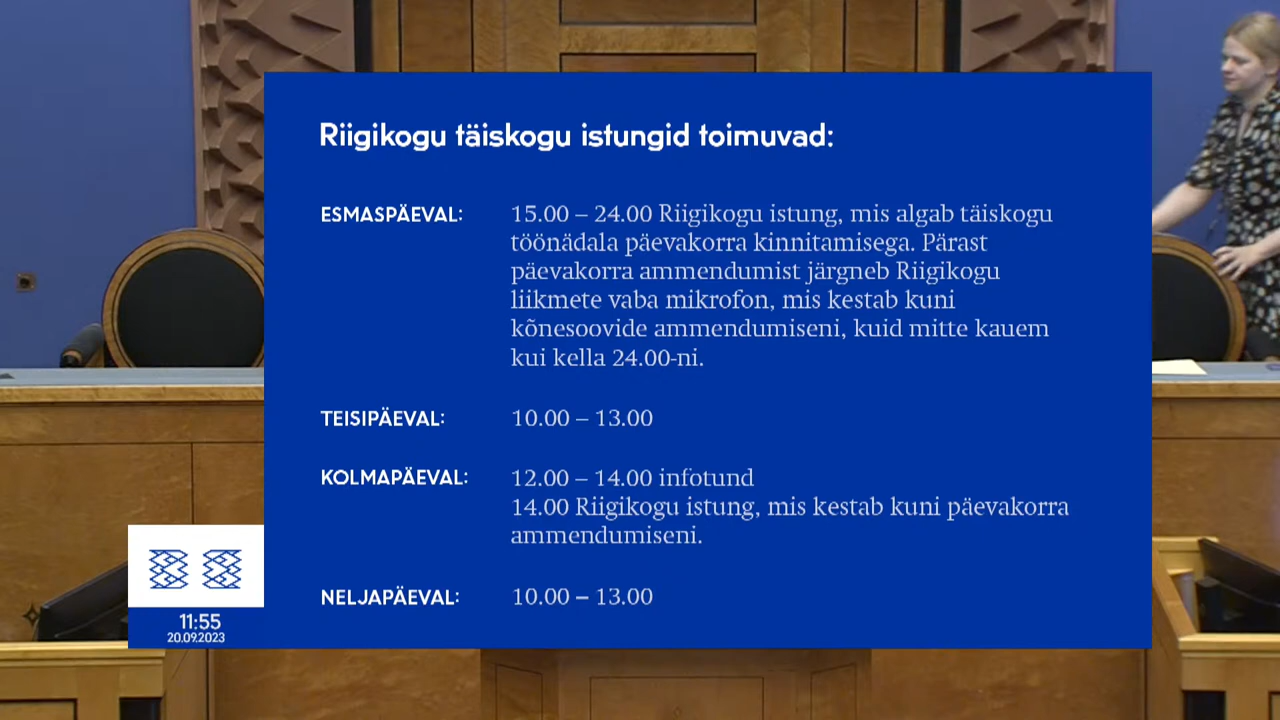 Riigikogu täiskogu istungid toimuvad:
ESMASPÄEVAL: 15.00 – 24.00 Riigikogu istung, mis algab täiskogu
töönädala päevakorra kinnitamisega. Pärast
päevakorra ammendumist järgneb Riigikogu
liikmete vaba mikrofon, mis kestab kuni
kõnesoovide ammendumiseni, kuid mitte kauem
kui kella 24.00-ni.
TEISIPÄEVAL: 10.00 – 13.00
KOLMAPÄEVAL: 12.00 – 14.00 infotund
14.00 Riigikogu istung, mis kestab kuni päevakorra
ammendumiseni.
NELJAPÄEVAL: 10.00 – 13.00
11:55
20.09.2023